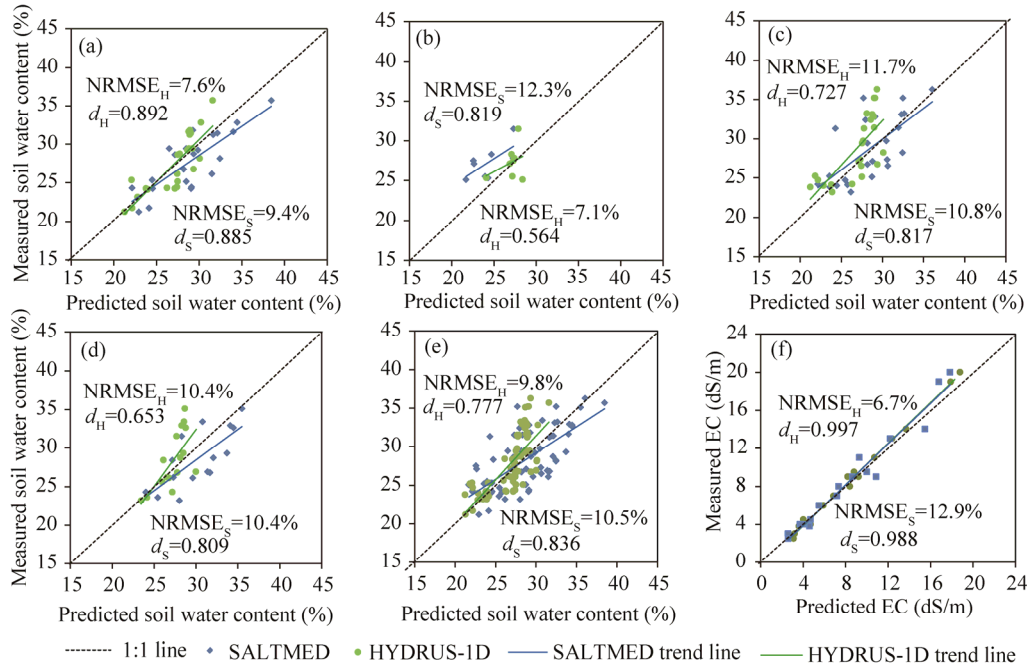 Measured soil water content (%)
45
40
35
30
25
20
15
(a)
NRMSE_H=7.6%
d_H=0.892
NRMSE_S=9.4%
d_S=0.885
15 20 25 30 35 40 45
Predicted soil water content (%)
45
40
35
30
25
20
15
(b)
NRMSE_S=12.3%
d_S=0.819
NRMSE_H=7.1%
d_H=0.564
15 20 25 30 35 40 45
Predicted soil water content (%)
45
40
35
30
25
20
15
(c)
NRMSE_H=11.7%
d_H=0.727
NRMSE_S=10.8%
d_S=0.817
15 20 25 30 35 40 45
Predicted soil water content (%)
Measured soil water content (%)
45
40
35
30
25
20
15
(d)
NRMSE_H=10.4%
d_H=0.653
NRMSE_S=10.4%
d_S=0.809
15 20 25 30 35 40 45
Predicted soil water content (%)
45
40
35
30
25
20
15
(e)
NRMSE_H=9.8%
d_H=0.777
NRMSE_S=10.5%
d_S=0.836
15 20 25 30 35 40 45
Predicted soil water content (%)
Measured EC (dS/m)
24
20
16
12
8
4
0
(f)
NRMSE_H=6.7%
d_H=0.997
NRMSE_S=12.9%
d_S=0.988
0 4 8 12 16 20 24
Predicted EC (dS/m)
1:1 line SALTMED HYDRUS-1D SALTMED trend line HYDRUS-1D trend line